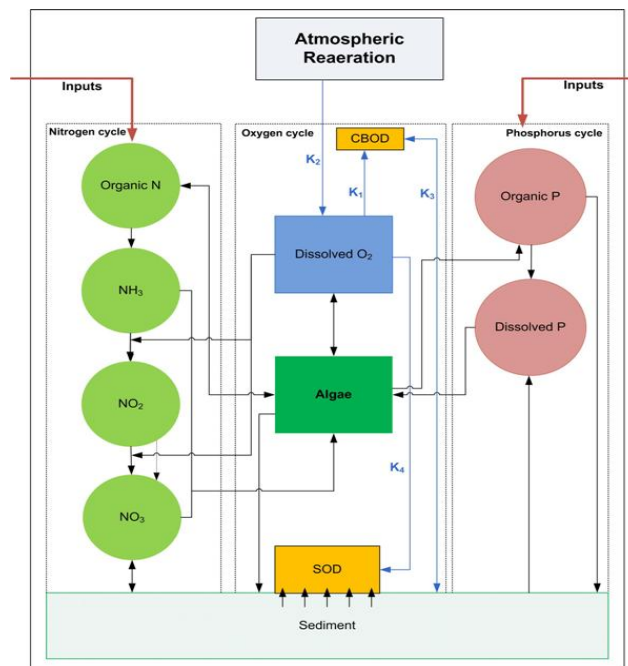 Atmospheric
Reaeration
Inputs
Inputs
Nitrogen cycle
Oxygen cycle
Phosphorus cycle
CBOD
K₂
K₁
K₃
Organic N
Organic P
Dissolved O₂
NH₃
Dissolved P
Algae
NO₂
K₄
NO₃
SOD
Sediment